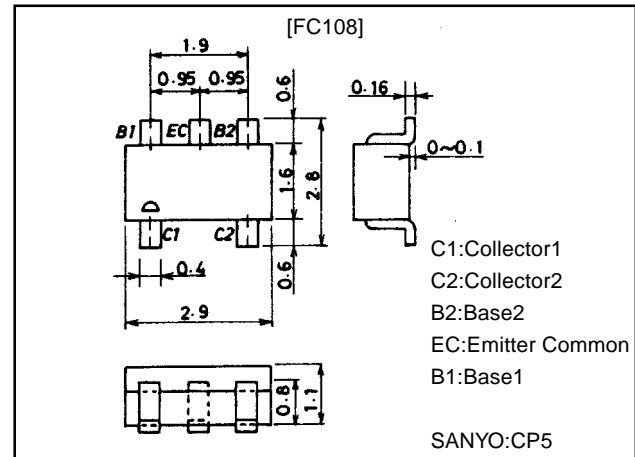 [FC108]
1.9
0.95 0.95
0.6
0.16
B1 EC B2
0~0.1
1.6
2.8
C1 C2
0.4
0.6
2.9
C1:Collector1
C2:Collector2
B2:Base2
EC:Emitter Common
B1:Base1
0.8
1.1
SANYO:CP5